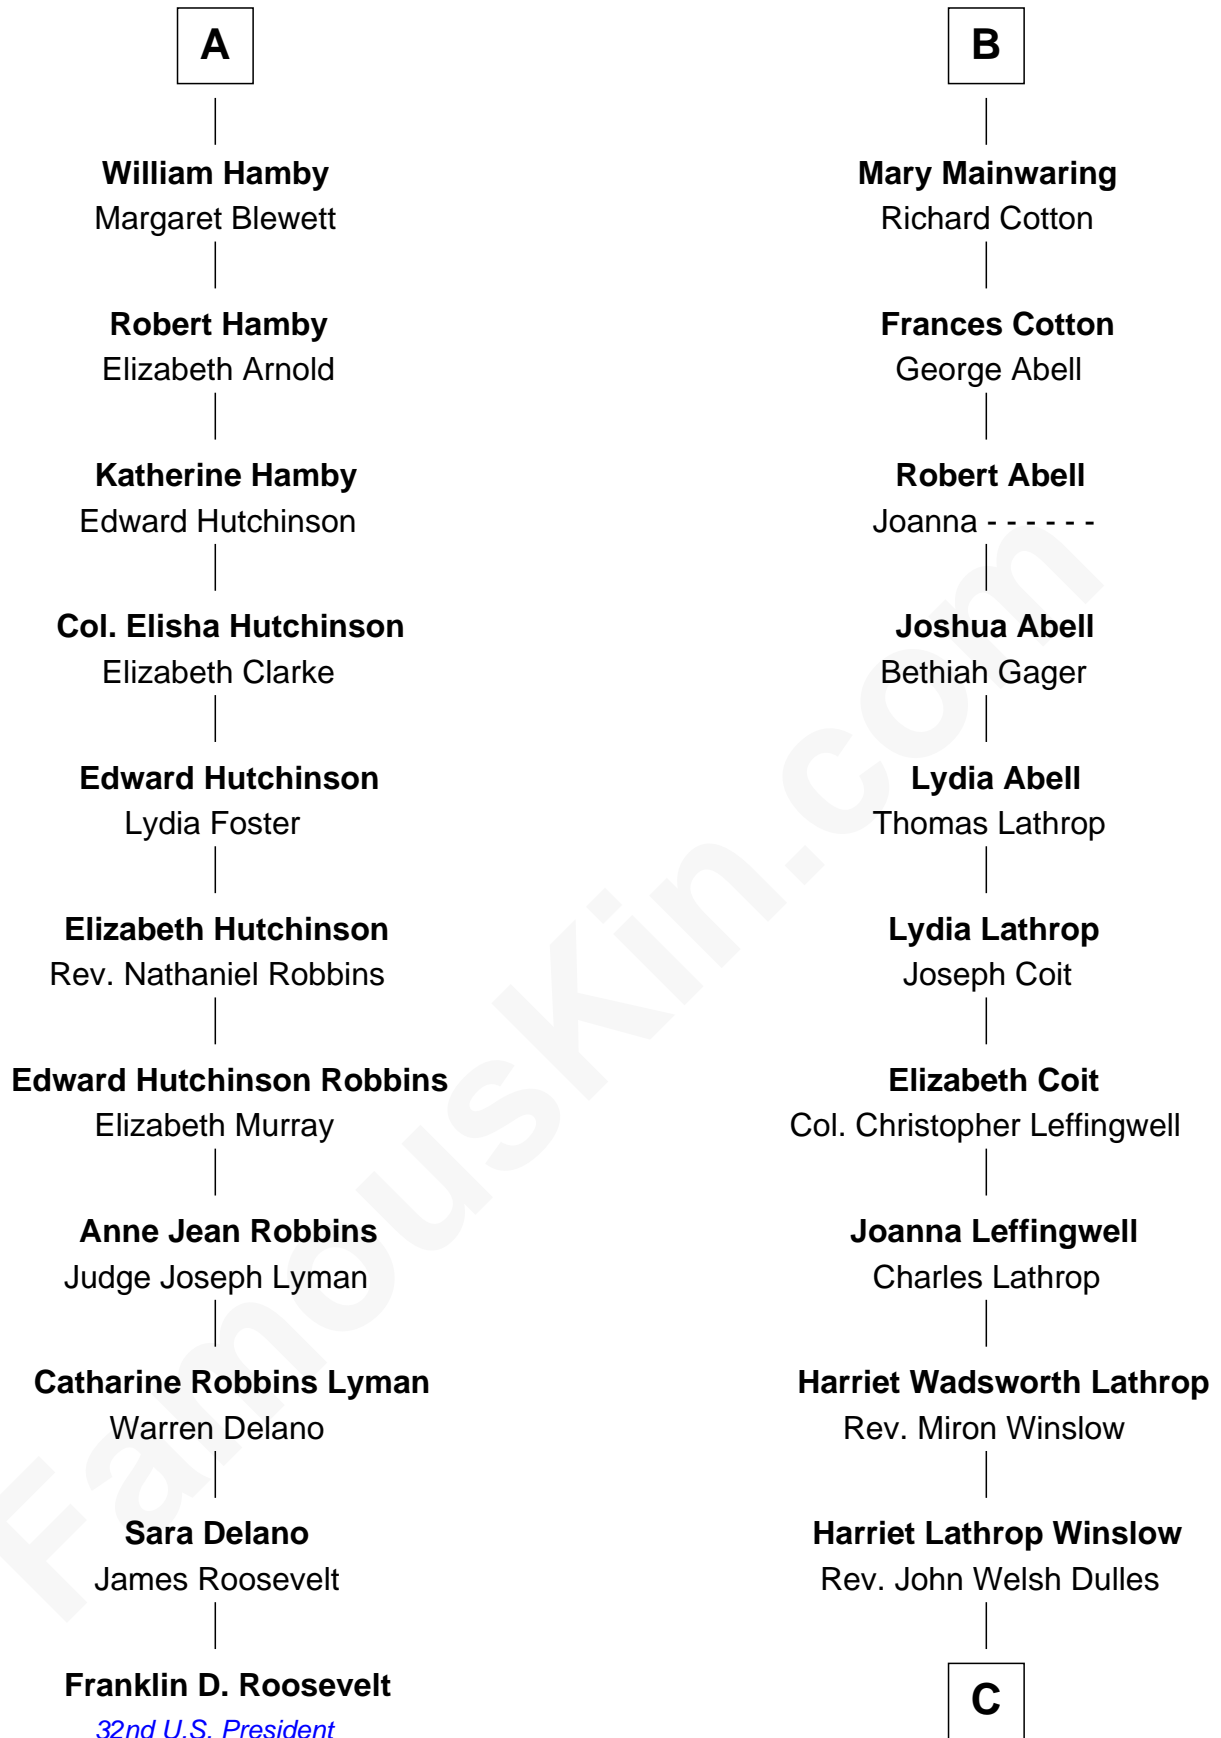 A
William Hamby
Margaret Blewett
Robert Hamby
Elizabeth Arnold
Katherine Hamby
Edward Hutchinson
Col. Elisha Hutchinson
Elizabeth Clarke
Edward Hutchinson
Lydia Foster
Elizabeth Hutchinson
Rev. Nathaniel Robbins
Edward Hutchinson Robbins
Elizabeth Murray
Anne Jean Robbins
Judge Joseph Lyman
Catharine Robbins Lyman
Warren Delano
Sara Delano
James Roosevelt
Franklin D. Roosevelt
32nd U.S. President
B
Mary Mainwaring
Richard Cotton
Frances Cotton
George Abell
Robert Abell
Joanna - - - - - -
Joshua Abell
Bethiah Gager
Lydia Abell
Thomas Lathrop
Lydia Lathrop
Joseph Coit
Elizabeth Coit
Col. Christopher Leffingwell
Joanna Leffingwell
Charles Lathrop
Harriet Wadsworth Lathrop
Rev. Miron Winslow
Harriet Lathrop Winslow
Rev. John Welsh Dulles
C
FamousKin.com